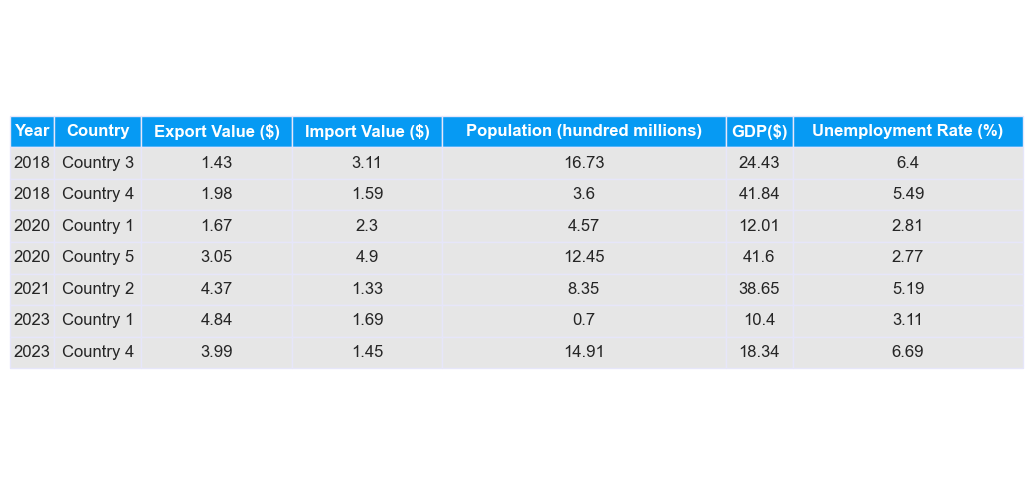 Year Country Export Value ($) Import Value ($) Population (hundred millions) GDP($) Unemployment Rate (%)
2018 Country 3 1.43 3.11 16.73 24.43 6.4
2018 Country 4 1.98 1.59 3.6 41.84 5.49
2020 Country 1 1.67 2.3 4.57 12.01 2.81
2020 Country 5 3.05 4.9 12.45 41.6 2.77
2021 Country 2 4.37 1.33 8.35 38.65 5.19
2023 Country 1 4.84 1.69 0.7 10.4 3.11
2023 Country 4 3.99 1.45 14.91 18.34 6.69